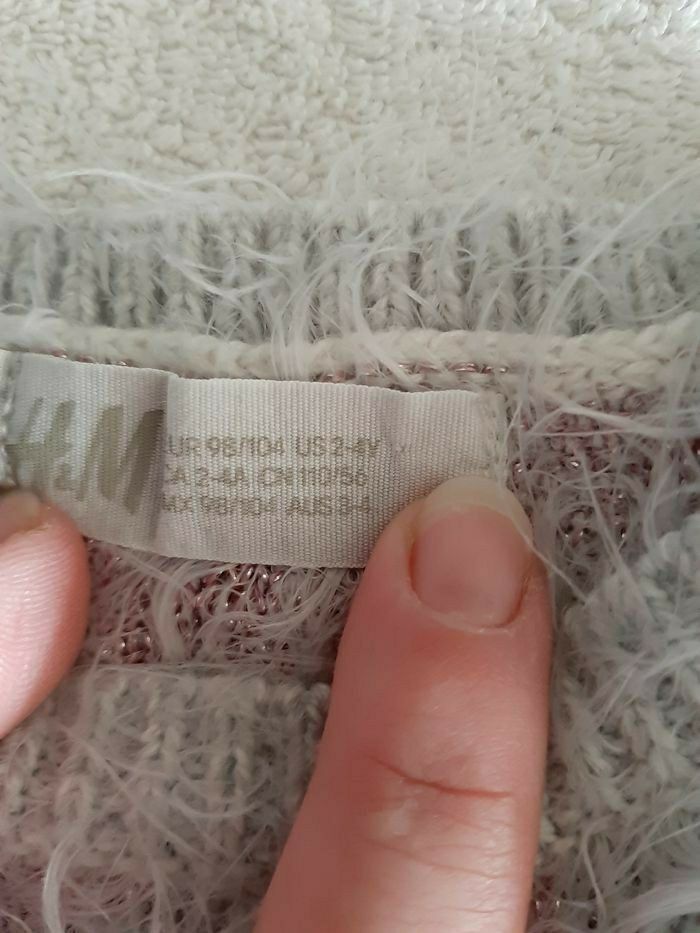 H&M
EUR 98/104 US 2-4Y
CA 2-4A CN 110/56
MX 98/104 AUS 3-4